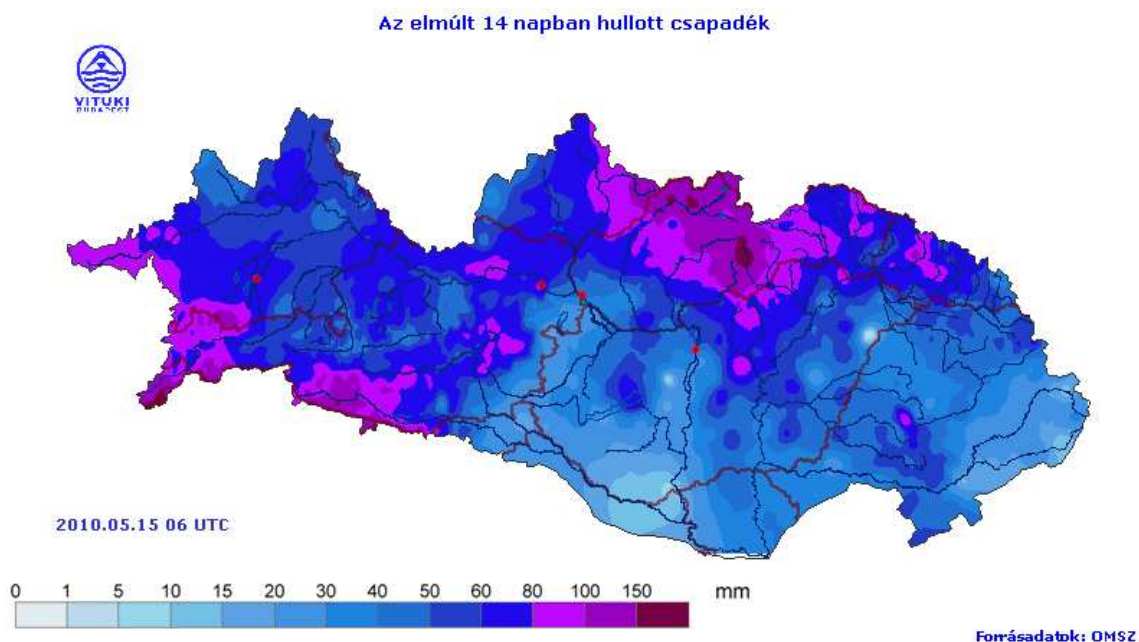 Az elmúlt 14 napban hullott csapadék
VITUKI
BUDAPEST
2010.05.15 06 UTC
0 1 5 10 15 20 30 40 50 60 80 100 150 mm
Forrásadatok: OMSZ